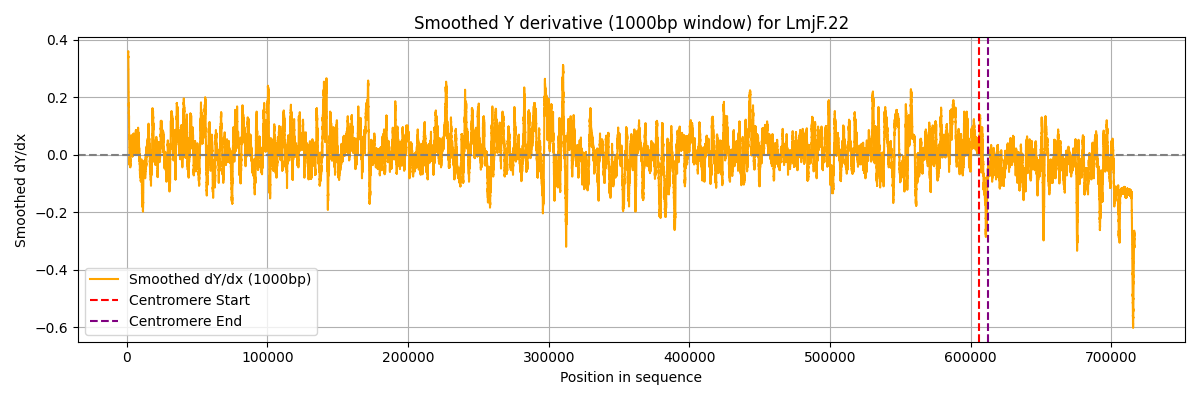 Smoothed Y derivative (1000bp window) for LmjF.22
0.4
0.2
0.0
−0.2
−0.4
−0.6
Smoothed dY/dx
Smoothed dY/dx (1000bp)
Centromere Start
Centromere End
0 100000 200000 300000 400000 500000 600000 700000
Position in sequence